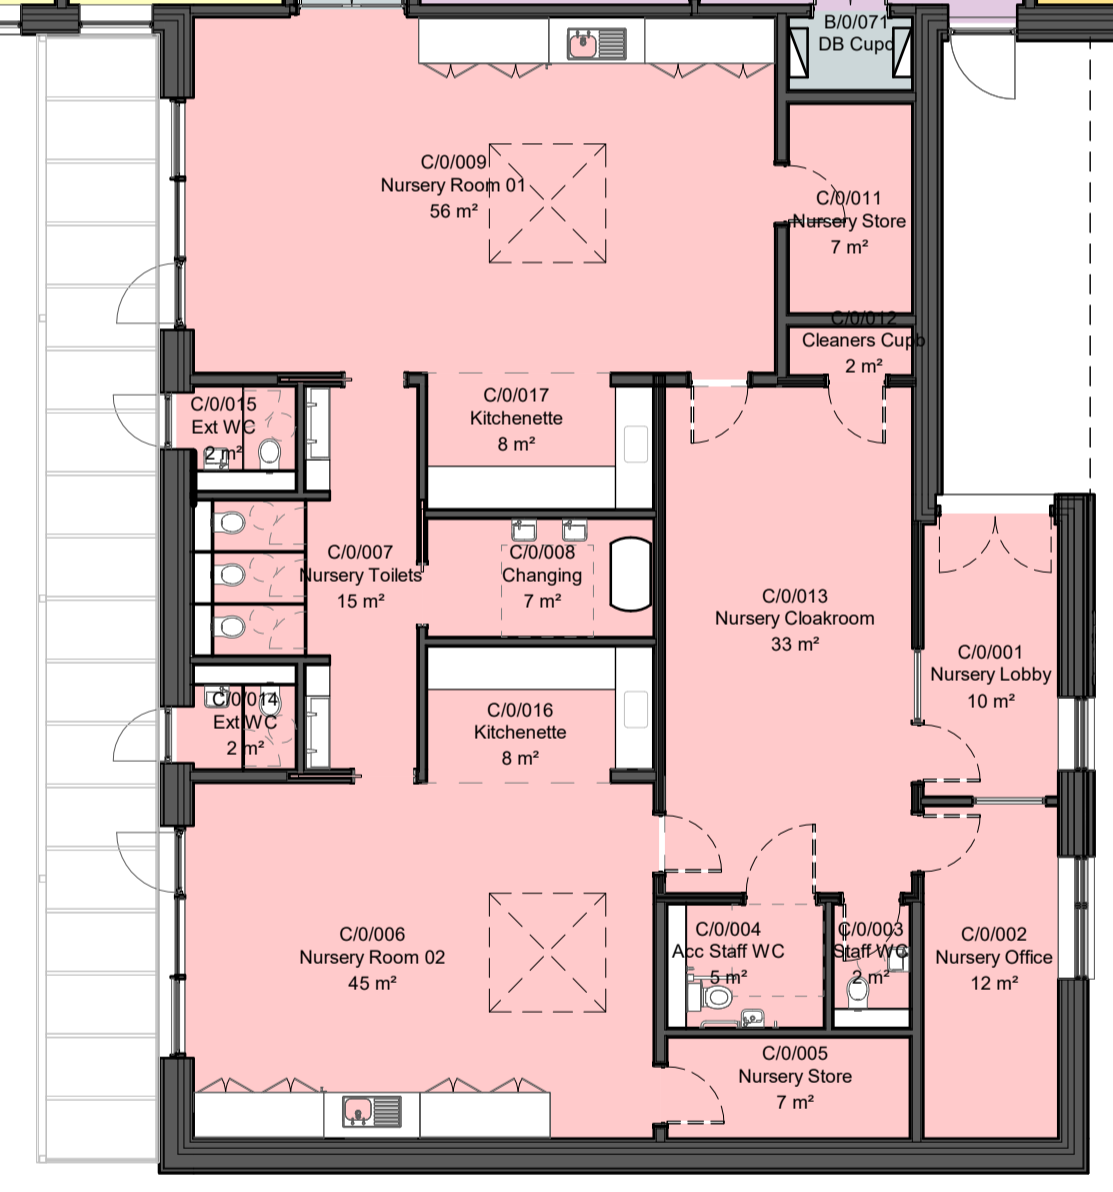 B/0/071
DB Cupd
C/0/009
Nursery Room 01
56 m²
C/0/011
Nursery Store
7 m²
C/0/012
Cleaners Cupb
2 m²
C/0/015
Ext WC
2 m²
C/0/017
Kitchenette
8 m²
C/0/007
Nursery Toilets
15 m²
C/0/008
Changing
7 m²
C/0/013
Nursery Cloakroom
33 m²
C/0/001
Nursery Lobby
10 m²
C/0/014
Ext WC
2 m²
C/0/016
Kitchenette
8 m²
C/0/006
Nursery Room 02
45 m²
C/0/004
Acc Staff WC
5 m²
C/0/003
Staff WC
2 m²
C/0/002
Nursery Office
12 m²
C/0/005
Nursery Store
7 m²